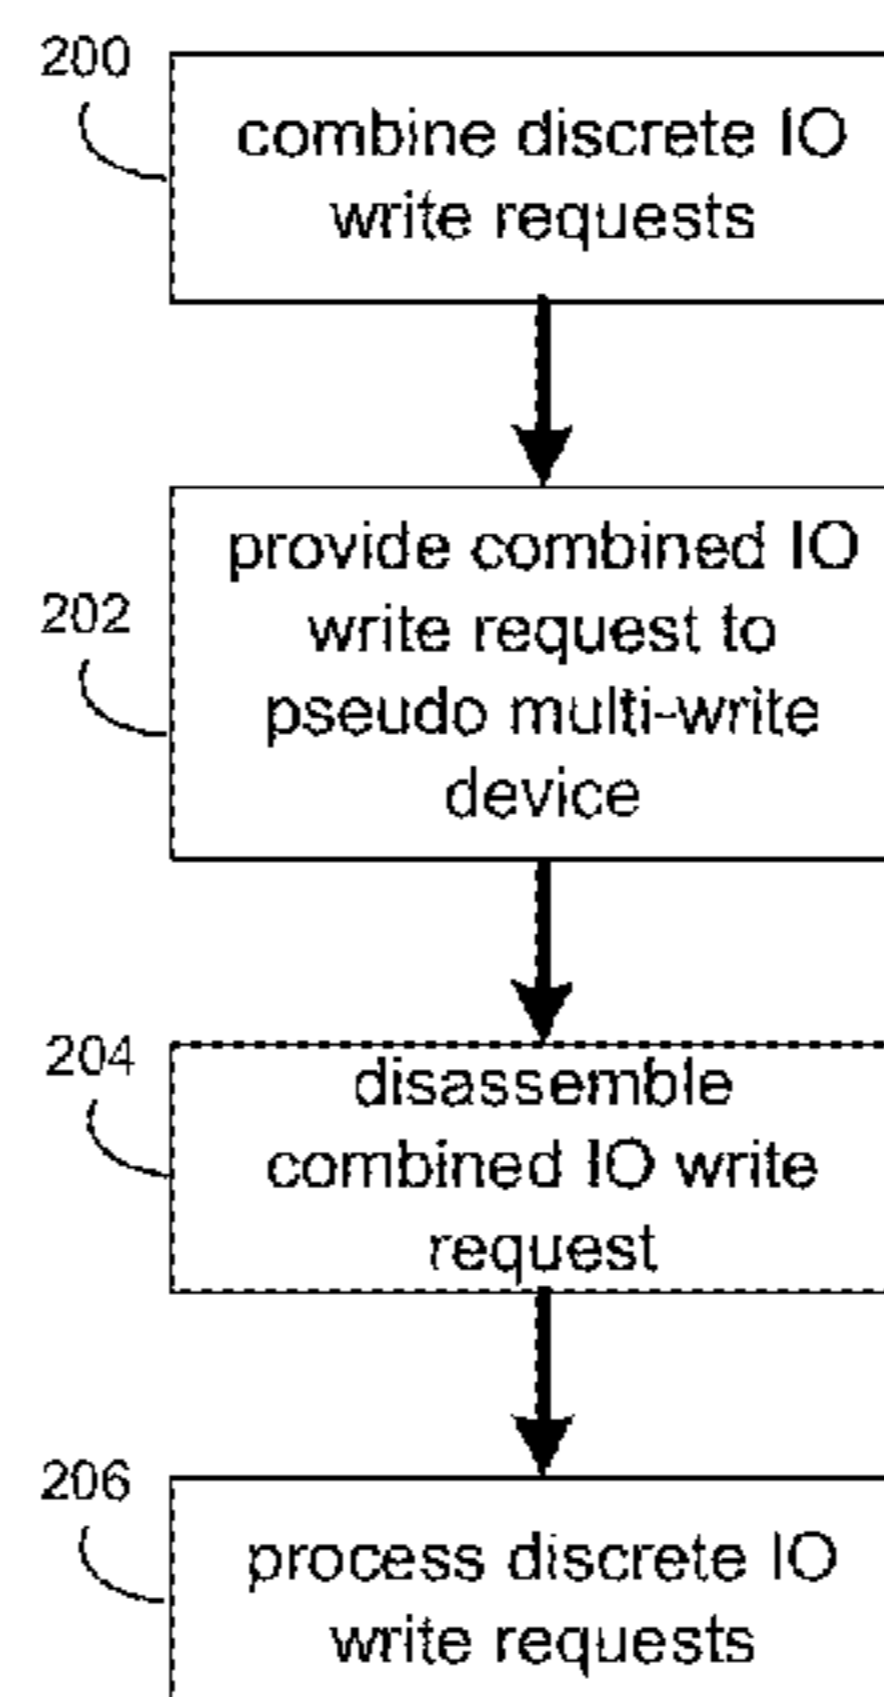 200
combine discrete IO
write requests
provide combined IO
202
write request to
pseudo multi-write
device
204
disassemble
combined IO write
request
206
process discrete IO
write requests